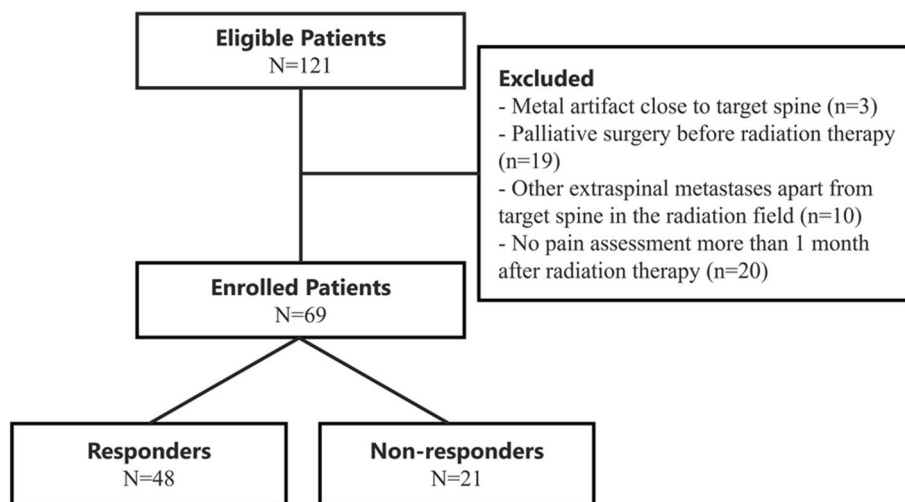 Eligible Patients
N=121
Excluded
- Metal artifact close to target spine (n=3)
- Palliative surgery before radiation therapy
(n=19)
- Other extraspinal metastases apart from
target spine in the radiation field (n=10)
- No pain assessment more than 1 month
after radiation therapy (n=20)
Enrolled Patients
N=69
Responders
N=48
Non-responders
N=21